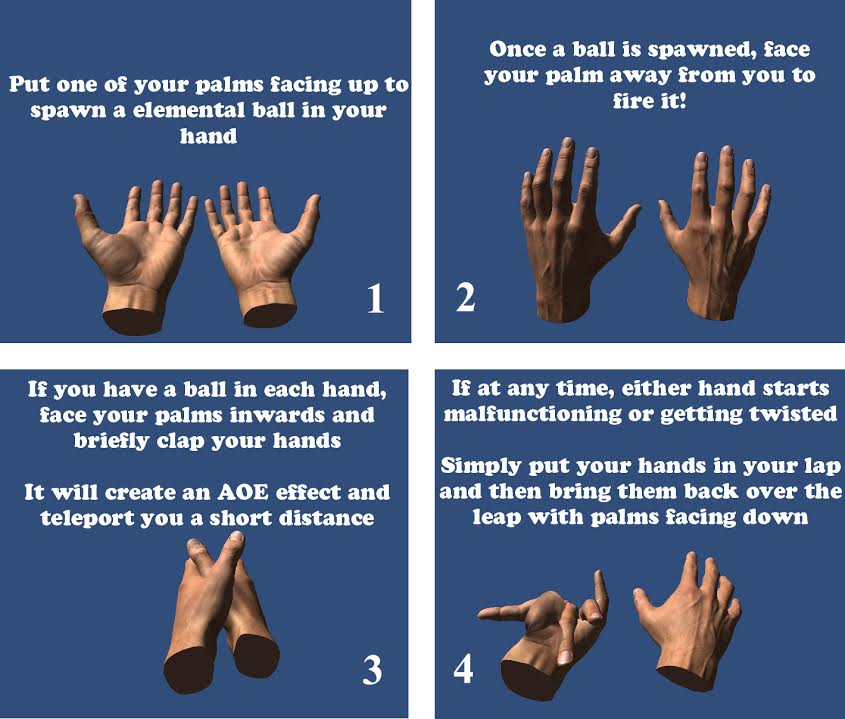 Put one of your palms facing up to
spawn a elemental ball in your
hand
1
Once a ball is spawned, face
your palm away from you to
fire it!
2
If you have a ball in each hand,
face your palms inwards and
briefly clap your hands
It will create an AOE effect and
teleport you a short distance
3
If at any time, either hand starts
malfunctioning or getting twisted
Simply put your hands in your lap
and then bring them back over the
leap with palms facing down
4